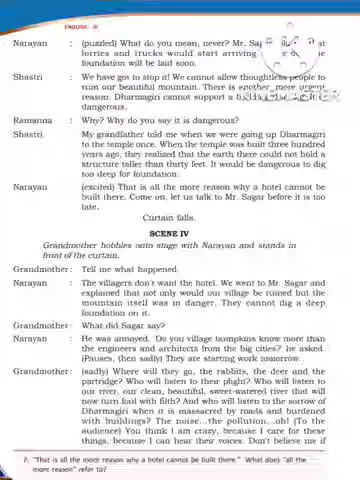 ENGLISH - IX
Narayan : (puzzled) What do you mean, never? Mr.
lorries and trucks would start arriving
foundation will be laid soon.
Shastri : We have got to stop it! We cannot allow thoughtless people to
ruin our beautiful mountain. There is another, more urgent
reason. Dharmagiri cannot support a
dangerous.
Ramanna : Why? Why do you say it is dangerous?
Shastri My grandfather told me when we were going up Dharmagri
to the temple once. When the temple was built three hundred
years ago, they realized that the earth there could not hold a
structure taller than thirty feet. It would be dangerous to dig
too deep for foundation.
Narayan : (excited) That is all the more reason why a hotel cannot be
built there. Come on, let us talk to Mr. Sagar before it is too
late.
Curtain falls.
SCENE IV
Grandmother hobbles onto stage with Narayan and stands in
front of the curtain.
Grandmother: Tell me what happened.
Narayan : The villagers don't want the hotel. We went to Mr. Sagar and
explained that not only would our village be ruined but the
mountain itself was in danger. They cannot dig a deep
foundation on it.
Grandmother: What did Sagar say?
Narayan : He was annoyed. 'Do you village bumpkins know more than
the engineers and architects from the big cities?' he asked.
(Pauses, then sadly) They are starting work tomorrow.
Grandmother: (sadly) Where will they go, the rabbits, the deer and the
partridge? Who will listen to their plight? Who will listen to
our river, our clean, beautiful, sweet-watered river that will
now turn foul with filth? And who will listen to the sorrow of
Dharmagiri when it is massacred by roads and burdened
with buildings? The noise...the pollution...oh! (To the
audience) You think I am crazy, because I care for these
things, because I can hear their voices. Don't believe me if
7. "That is all the more reason why a hotel cannot be built there." What does "all the
more reason" refer to?